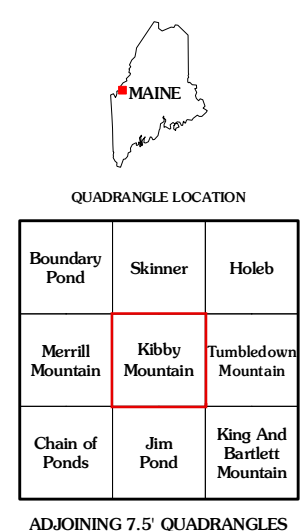 MAINE
QUADRANGLE LOCATION
Boundary
Pond
Skinner
Holeb
Merrill
Mountain
Kibby
Mountain
Tumbledown
Mountain
Chain of
Ponds
Jim
Pond
King And
Bartlett
Mountain
ADJOINING 7.5' QUADRANGLES